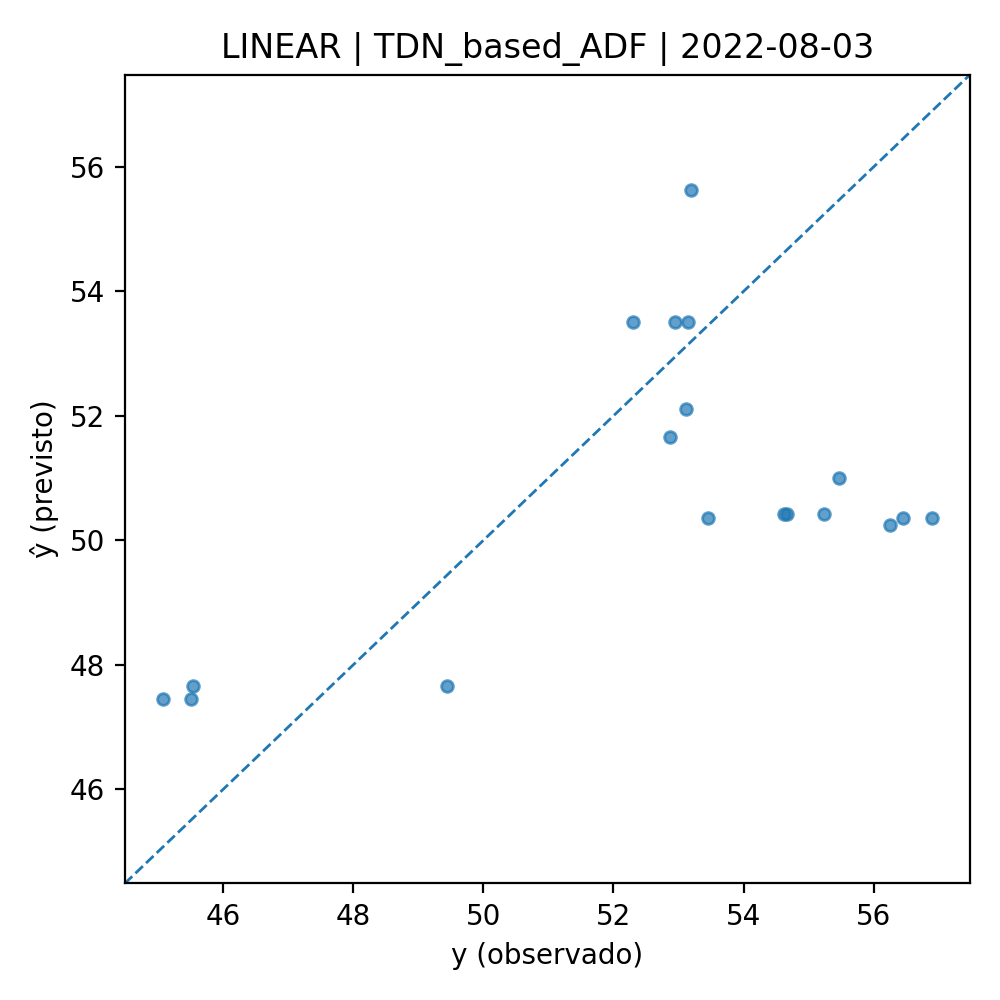 LINEAR | TDN_based_ADF | 2022-08-03
56
54
52
50
48
46
ŷ (previsto)
46 48 50 52 54 56
y (observado)